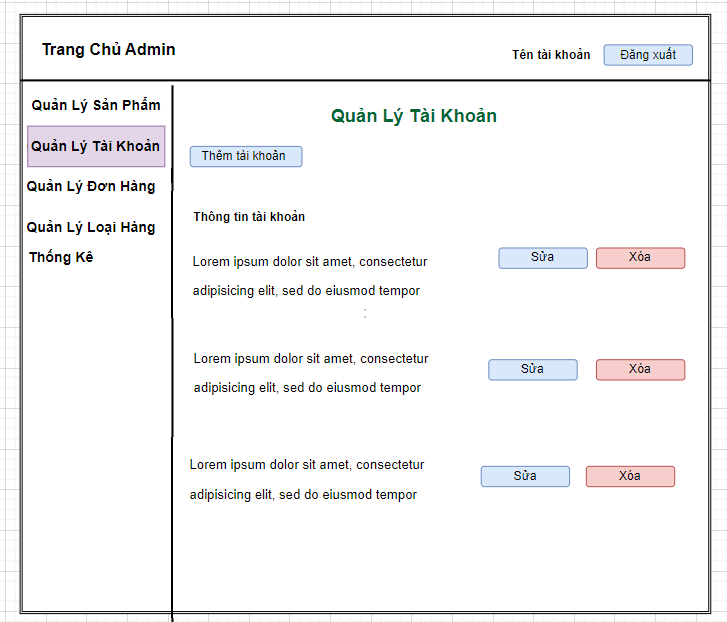 Trang Chủ Admin
Tên tài khoản
Đăng xuất
Quản Lý Sản Phẩm
Quản Lý Tài Khoản
Quản Lý Đơn Hàng
Quản Lý Loại Hàng
Thống Kê
Quản Lý Tài Khoản
Thêm tài khoản
Thông tin tài khoản
Lorem ipsum dolor sit amet, consectetur
adipisicing elit, sed do eiusmod tempor
Sửa
Xóa
Lorem ipsum dolor sit amet, consectetur
adipisicing elit, sed do eiusmod tempor
Sửa
Xóa
Lorem ipsum dolor sit amet, consectetur
adipisicing elit, sed do eiusmod tempor
Sửa
Xóa